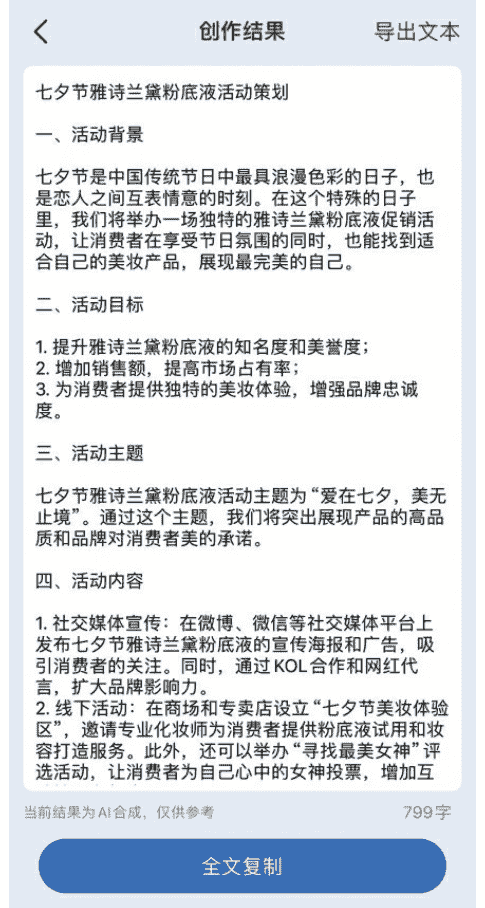 创作结果
导出文本
七夕节雅诗兰黛粉底液活动策划
一、活动背景
七夕节是中国传统节日中最具浪漫色彩的日子，也
是恋人之间互表情意的时刻。在这个特殊的日子
里，我们将举办一场独特的雅诗兰黛粉底液促销活
动，让消费者在享受节日氛围的同时，也能找到适
合自己的美妆产品，展现最完美的自己。
二、活动目标
1. 提升雅诗兰黛粉底液的知名度和美誉度；
2. 增加销售额，提高市场占有率；
3. 为消费者提供独特的美妆体验，增强品牌忠诚
度。
三、活动主题
七夕节雅诗兰黛粉底液活动主题为“爱在七夕，美无
止境”。通过这个主题，我们将突出展现产品的高品
质和品牌对消费者美的承诺。
四、活动内容
1. 社交媒体宣传：在微博、微信等社交媒体平台上
发布七夕节雅诗兰黛粉底液的宣传海报和广告，吸
引消费者的关注。同时，通过KOL合作和网红代
言，扩大品牌影响力。
2. 线下活动：在商场和专卖店设立“七夕节美妆体验
区”，邀请专业化妆师为消费者提供粉底液试用和妆
容打造服务。此外，还可以举办“寻找最美女神”评
选活动，让消费者为自己心中的女神投票，增加互
当前结果为AI合成，仅供参考
799字
全文复制